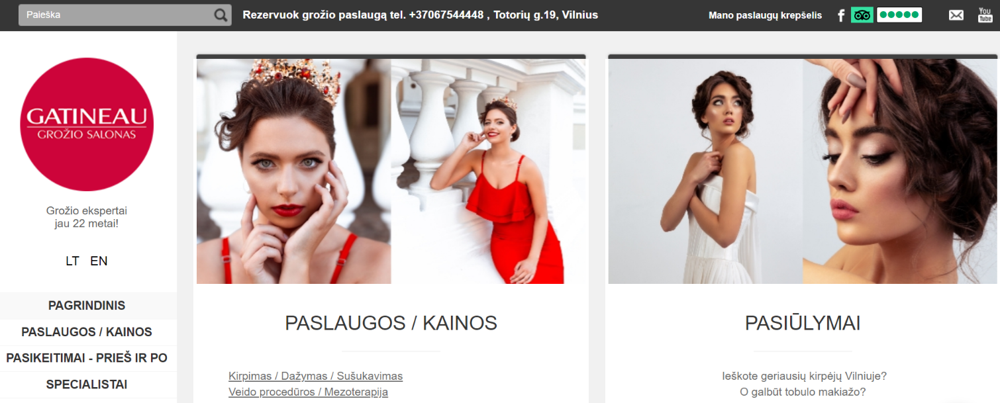 Paieška
Rezervuok grožio paslaugą tel. +37067544448 , Totorių g.19, Vilnius
Mano paslaugų krepšelis
You
Tube
GATINEAU
GROŽIO SALONAS
Grožio ekspertai
jau 22 metai!
LT EN
PAGRINDINIS
PASLAUGOS / KAINOS
PASIKEITIMAI - PRIEŠ IR PO
SPECIALISTAI
PASLAUGOS / KAINOS
Kirpimas / Dažymas / Sušukavimas
Veido procedūros / Mezoterapija
PASIŪLYMAI
Ieškote geriausių kirpėjų Vilniuje?
O galbūt tobulo makiažo?